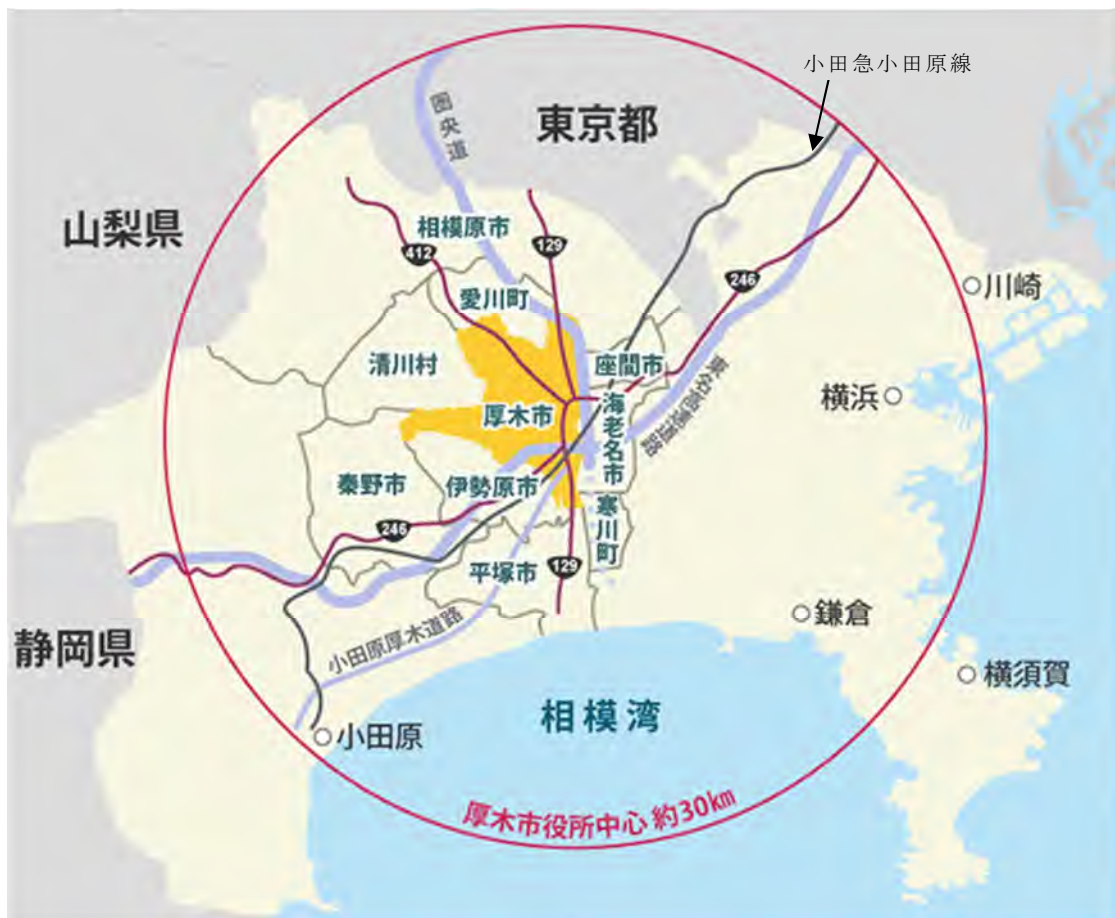 小田急小田原線
圏央道
東京都
山梨県
相模原市
412
129
246
愛川町
川崎
清川村
座間市
東名高速道路
横浜
厚木市
海老名市
秦野市
伊勢原市
寒川町
246
平塚市
129
鎌倉
静岡県
小田原厚木道路
横須賀
相模湾
小田原
厚木市役所中心 約30km